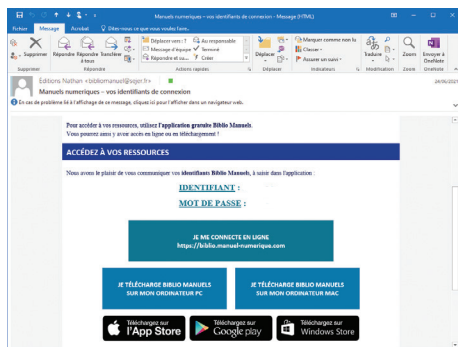 Manuels numériques – vos identifiants de connexion - Message (HTML)
Fichier Message Acrobat Dites-nous ce que vous voulez faire.
Supprimer
Répondre Répondre à tous Transférer
Déplacer vers : ? Au responsable
Message d'équipe Terminé
Répondre et su... Créer
Déplacer
Marquer comme non lu
Classer
Assurer un suivi
Traduire
Zoom
Envoyer à OneNote
Supprimer Répondre Actions rapides Déplacer Indicateurs Modification Zoom OneNote
Editions Nathan <bibliomanuel@sejer.fr>
Manuels numériques – vos identifiants de connexion
En cas de problème lié à l'affichage de ce message, cliquez ici pour l'afficher dans un navigateur web.
Pour accéder à vos ressources, utilisez l'application gratuite Biblio Manuels.
Vous pourrez ainsi y avoir accès en ligne ou en téléchargement !
ACCÉDEZ À VOS RESSOURCES
Nous avons le plaisir de vous communiquer vos identifiants Biblio Manuels, à saisir dans l'application :
IDENTIFIANT :
MOT DE PASSE :
JE ME CONNECTE EN LIGNE
https://biblio.manuel-numerique.com
JE TÉLÉCHARGE BIBLIO MANUELS
SUR MON ORDINATEUR PC
JE TÉLÉCHARGE BIBLIO MANUELS
SUR MON ORDINATEUR MAC
Téléchargez sur
l'App Store
Téléchargez sur
Google play
Téléchargez sur
Windows Store